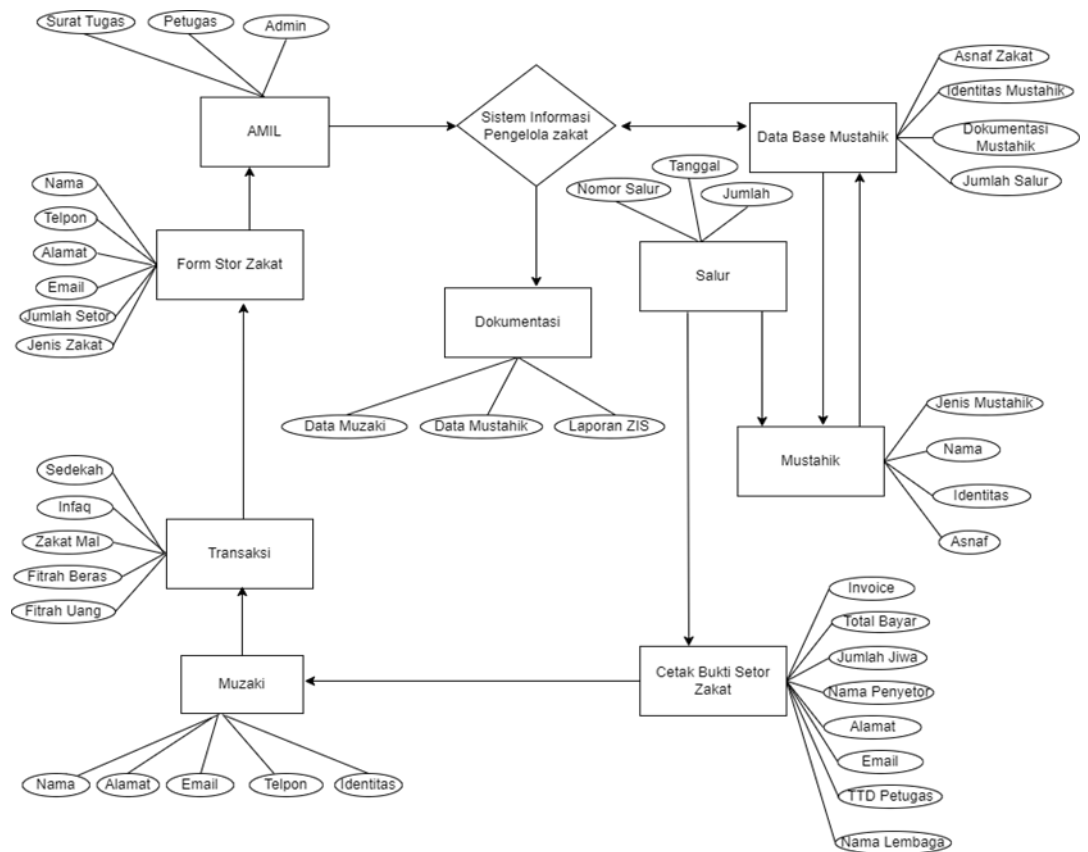 Surat Tugas
Petugas
Admin
AMIL
Sistem Informasi
Pengelola zakat
Data Base Mustahik
Asnaf Zakat
Identitas Mustahik
Dokumentasi
Mustahik
Jumlah Salur
Nama
Telpon
Alamat
Email
Jumlah Setor
Jenis Zakat
Form Stor Zakat
Nomor Salur
Tanggal
Jumlah
Salur
Dokumentasi
Data Muzaki
Data Mustahik
Laporan ZIS
Mustahik
Jenis Mustahik
Nama
Identitas
Asnaf
Sedekah
Infaq
Zakat Mal
Fitrah Beras
Fitrah Uang
Transaksi
Muzaki
Nama
Alamat
Email
Telpon
Identitas
Cetak Bukti Setor
Zakat
Invoice
Total Bayar
Jumlah Jiwa
Nama Penyetor
Alamat
Email
TTD Petugas
Nama Lembaga